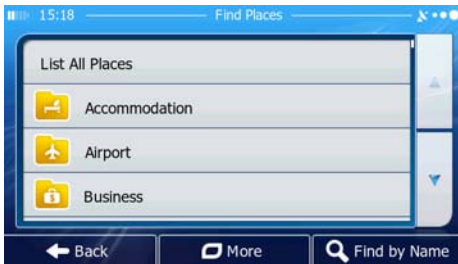 15:18 Find Places
List All Places
Accommodation
Airport
Business
Back More Find by Name